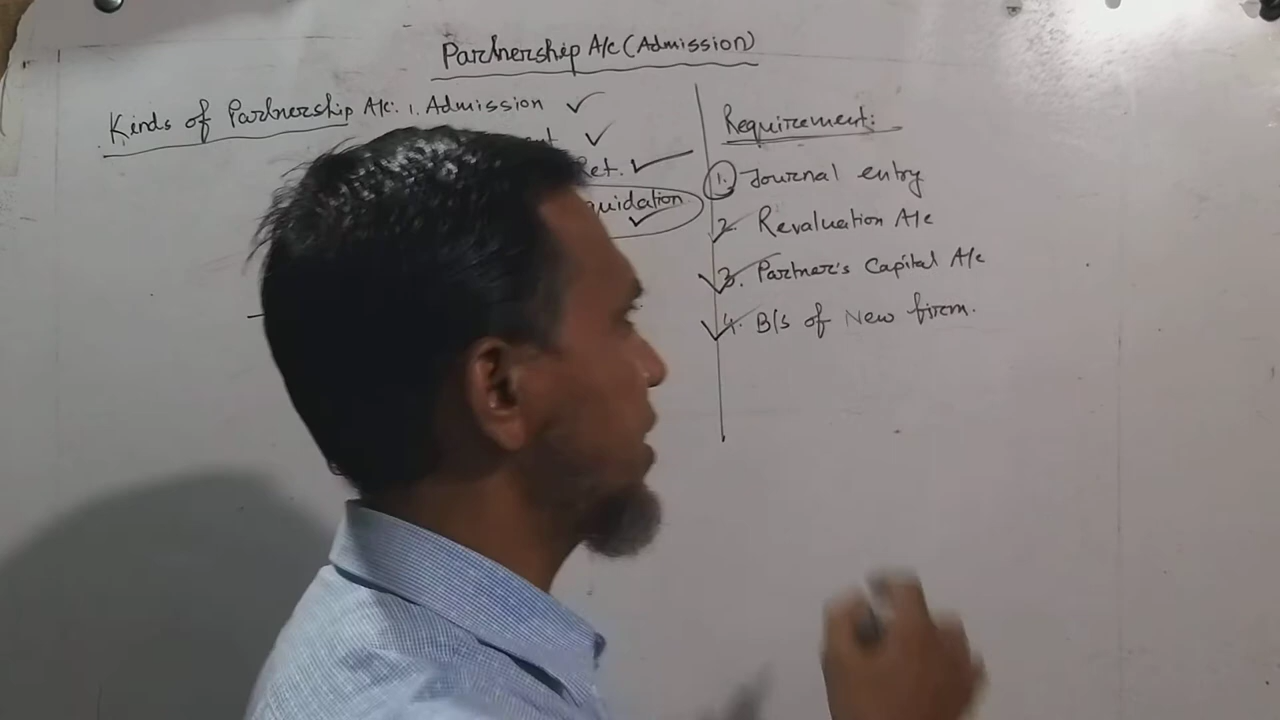 Partnership A/c (Admission)
Kinds of Partnership A/c: 1. Admission
Ret.
Requirement:
1. Journal entry
2. Revaluation A/c
3. Partner's Capital A/c
4. B/S of New firm.